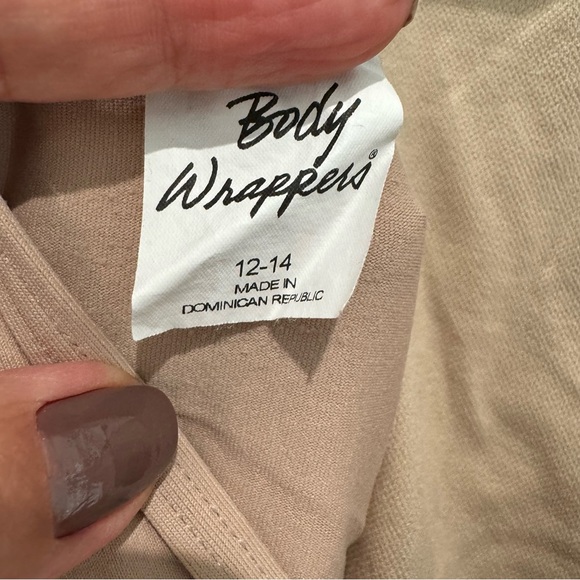 Body
Wrappers®
12-14
MADE IN
DOMINICAN REPUBLIC